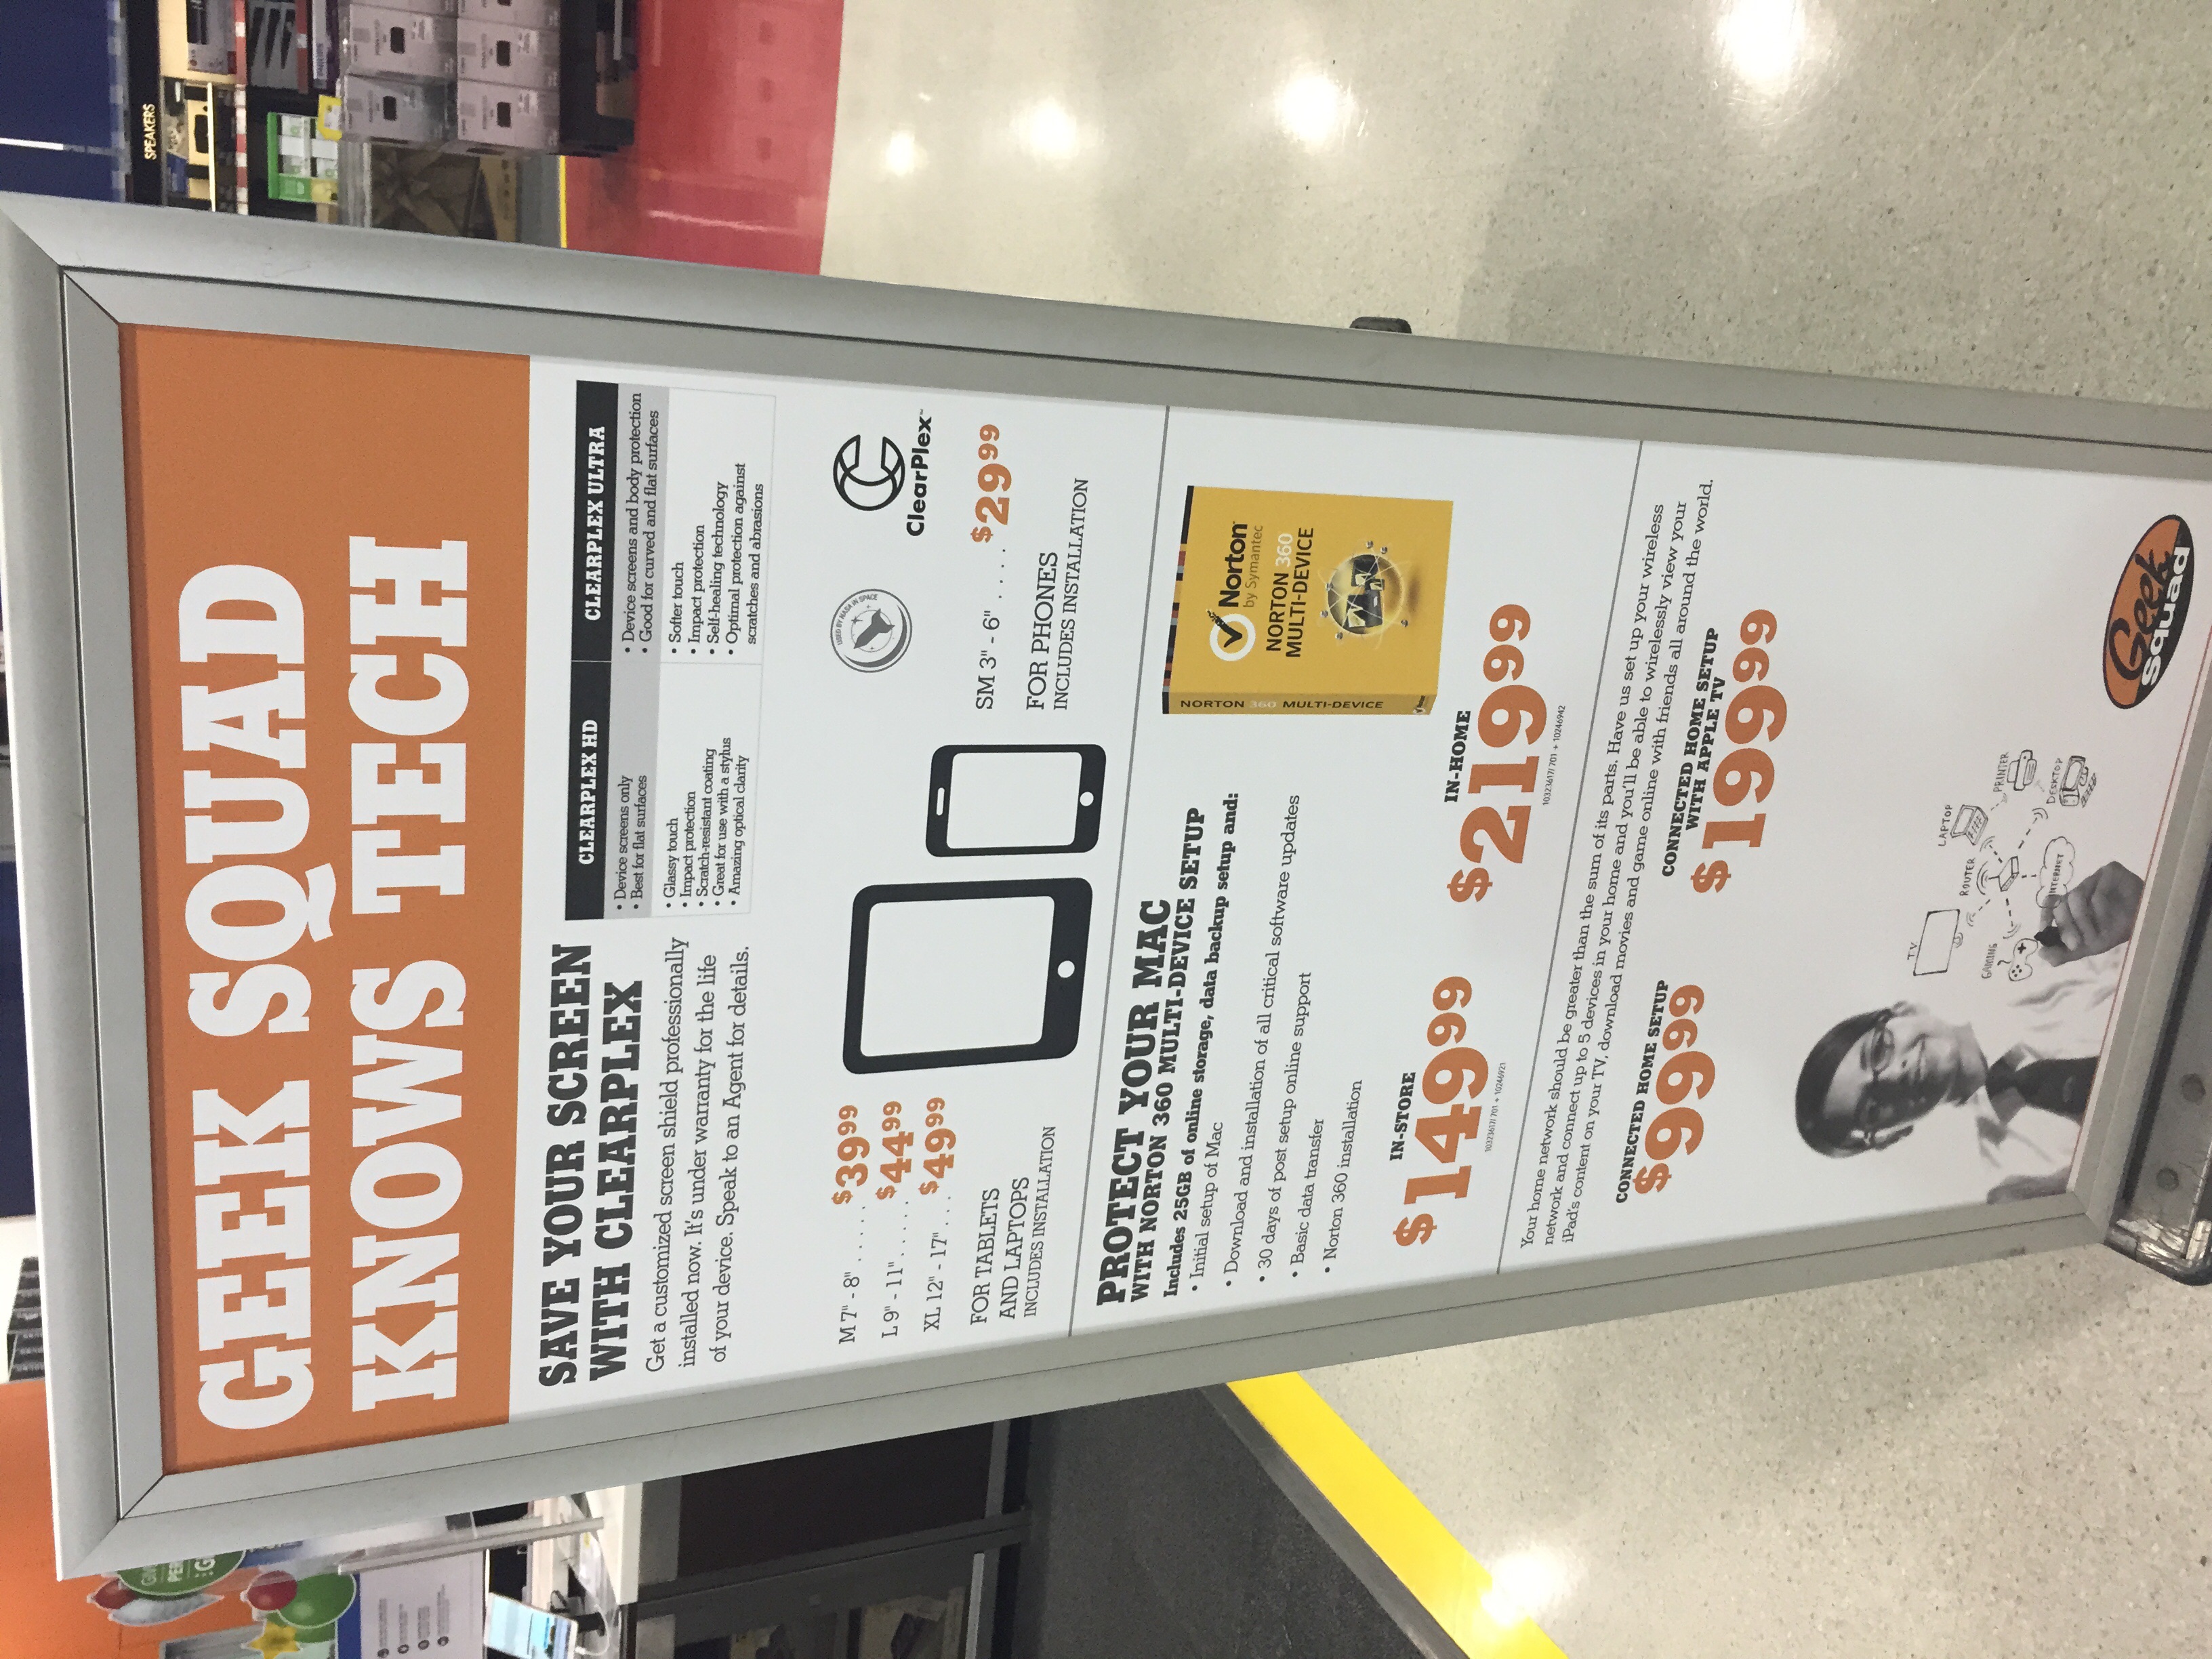 GEEK SQUAD
KNOWS TECH
SAVE YOUR SCREEN
WITH CLEARPLEX
Get a customized screen shield professionally
installed now. It's under warranty for the life
of your device. Speak to an Agent for details.
CLEARPLEX HD
• Device screens only
• Best for flat surfaces
• Glassy touch
• Impact protection
• Scratch-resistant coating
• Great for use with a stylus
• Amazing optical clarity
CLEARPLEX ULTRA
• Device screens and body protection
• Good for curved and flat surfaces
• Softer touch
• Impact protection
• Self-healing technology
• Optimal protection against
scratches and abrasions
M 7" - 8" ...... $39.99
L 9" - 11" ...... $44.99
XL 12" - 17" .... $49.99
FOR TABLETS
AND LAPTOPS
INCLUDES INSTALLATION
USED BY NASA IN SPACE
ClearPlex™
SM 3" - 6" ..... $29.99
FOR PHONES
INCLUDES INSTALLATION
PROTECT YOUR MAC
WITH NORTON 360 MULTI-DEVICE SETUP
Includes 25GB of online storage, data backup setup and:
• Initial setup of Mac
• Download and installation of all critical software updates
• 30 days of post setup online support
• Basic data transfer
• Norton 360 installation
NORTON 360 MULTI-DEVICE
Norton
by Symantec
NORTON 360
MULTI-DEVICE
IN-STORE
$149.99
10323617/701 + 10246921
IN-HOME
$219.99
10323617/701 + 10246942
Your home network should be greater than the sum of its parts. Have us set up your wireless
network and connect up to 5 devices in your home and you'll be able to wirelessly view your
iPad's content on your TV, download movies and game online with friends all around the world.
CONNECTED HOME SETUP
$99.99
CONNECTED HOME SETUP
WITH APPLE TV
$199.99
TV
ROUTER
LAPTOP
PRINTER
DESKTOP
INTERNET
GAMING
Geek
Squad
SPEAKERS